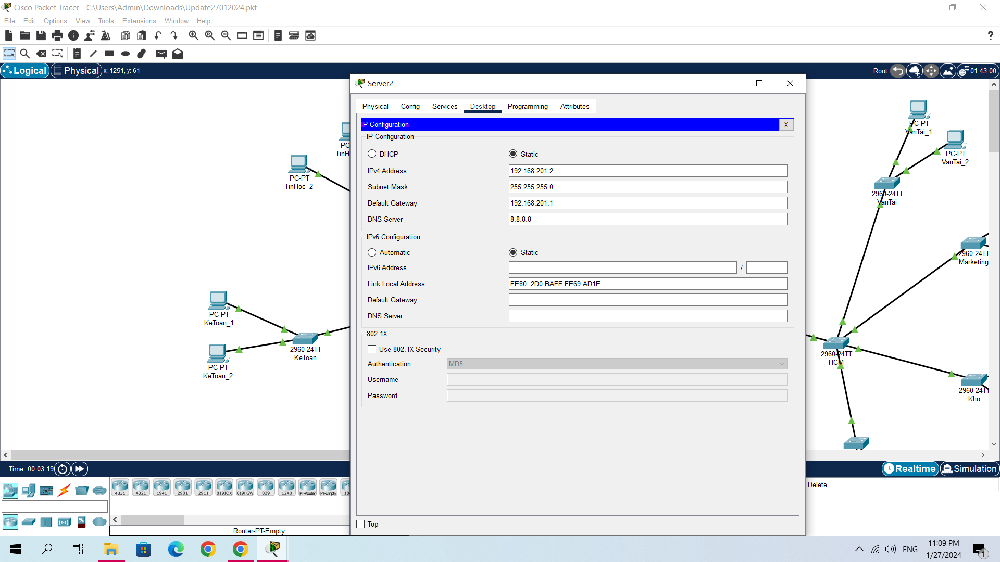 Cisco Packet Tracer - C:\Users\Admin\Downloads\Update27012024.pkt
File Edit Options View Tools Extensions Window Help
Logical Physical x: 1251, y: 61 Root 01:43:00
Server2
Physical Config Services Desktop Programming Attributes
IP Configuration X
IP Configuration
DHCP Static
IPv4 Address 192.168.201.2
Subnet Mask 255.255.255.0
Default Gateway 192.168.201.1
DNS Server 8.8.8.8
IPv6 Configuration
Automatic Static
IPv6 Address /
Link Local Address FE80::2D0:BAFF:FE69:AD1E
Default Gateway
DNS Server
802.1X
Use 802.1X Security
Authentication MD5
Username
Password
Top
PC
TinH
PC-PT
TinHoc_2
PC-PT
KeToan_1
PC-PT
KeToan_2
2960-24TT
KeToan
PC-PT
VanTai_1
PC-PT
VanTai_2
2960-24TT
VanTai
2960-24TT
Marketing
2960-24TT
HCM
2960-24TT
Kho
Time: 00:03:19 Realtime Simulation
4331 4321 1941 2901 2911 819IOX 819HGW 829 1240 PT-Router PT-Empty 18
Delete
Router-PT-Empty
ENG
11:09 PM
1/27/2024
1